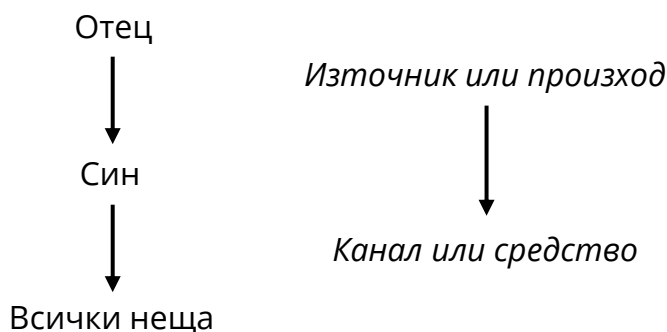 Отец
Източник или произход
Син
Канал или средство
Всички неща